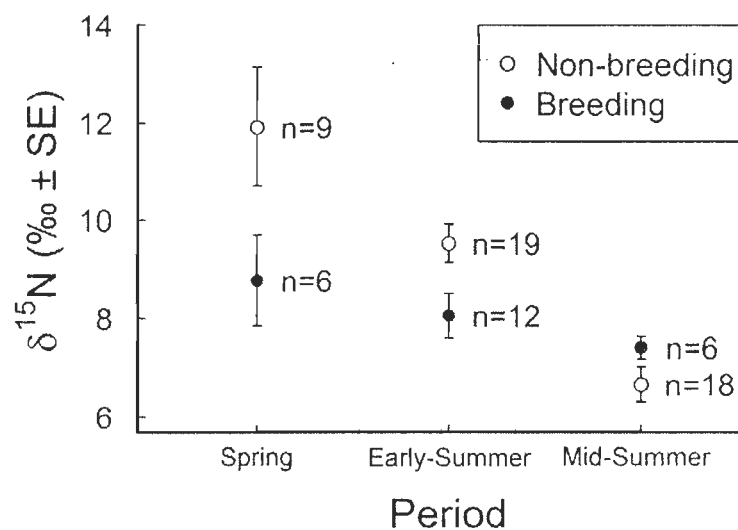 14
12
10
8
6
δ¹⁵N (‰ ± SE)
○ Non-breeding
● Breeding
n=9
n=6
n=19
n=12
n=6
n=18
Spring Early-Summer Mid-Summer
Period